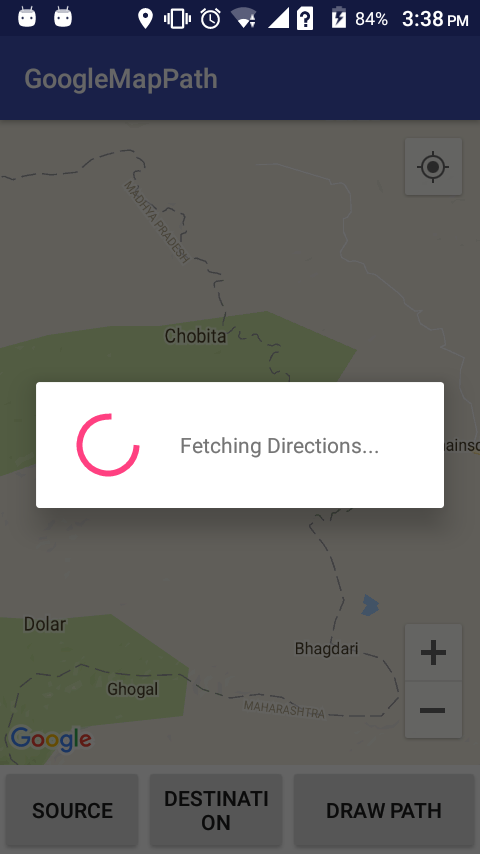 84% 3:38 PM
GoogleMapPath
MADHYA PRADESH
Chobita
Fetching Directions...
Dolar
Bhagdari
Ghogal
MAHARASHTRA
Google
SOURCE
DESTINATI
ON
DRAW PATH